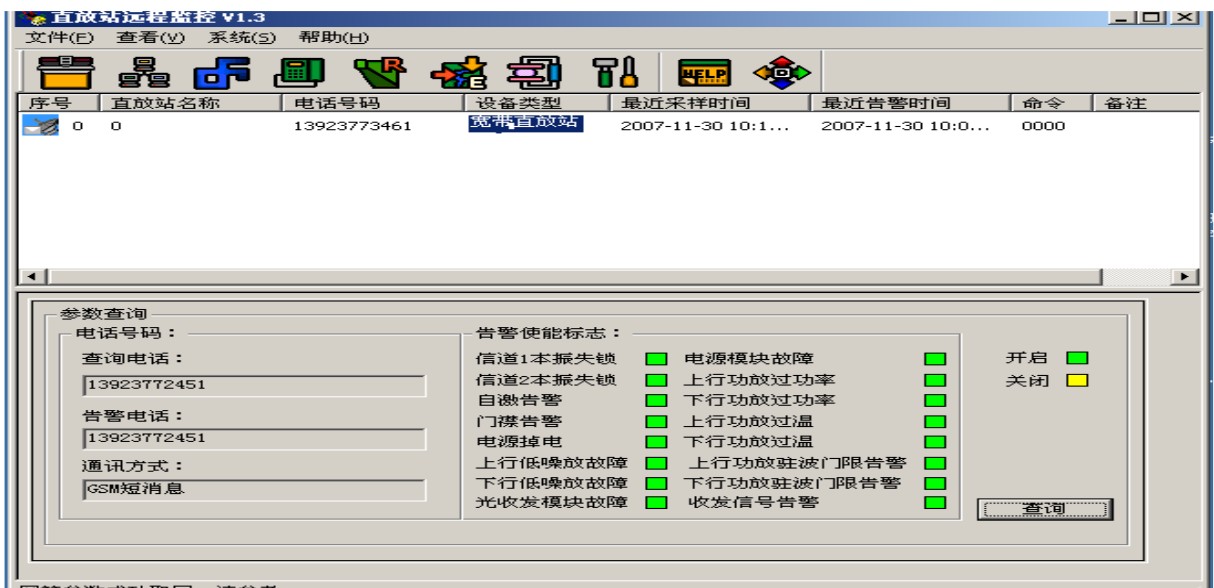 直放站远程监控 V1.3
文件(F) 查看(V) 系统(S) 帮助(H)
R
E
HELP
序号 直放站名称 电话号码 设备类型 最近采样时间 最近告警时间 命令 备注
0 0 13923773461 宽带直放站 2007-11-30 10:1... 2007-11-30 10:0... 0000
参数查询
电话号码：
查询电话：
13923772451
告警电话：
13923772451
通讯方式：
GSM短消息
告警使能标志：
信道1本振失锁 电源模块故障
信道2本振失锁 上行功放过功率
自激告警 下行功放过功率
门襟告警 上行功放过温
电源掉电 下行功放过温
上行低噪放故障 上行功放驻波门限告警
下行低噪放故障 下行功放驻波门限告警
光收发模块故障 收发信号告警
开启
关闭
查询